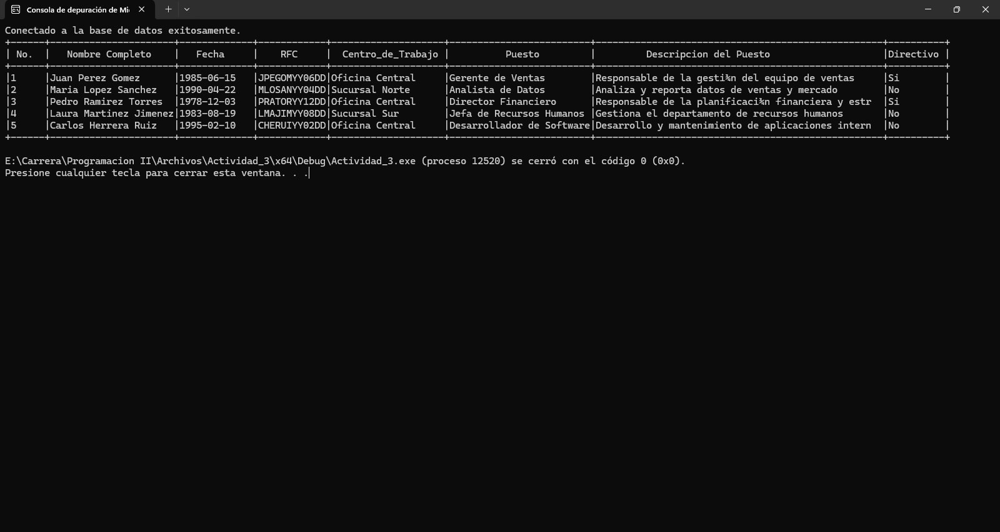 Consola de depuración de Mi
Conectado a la base de datos exitosamente.
+------+----------------------+-------------+------------+--------------------+-------------------------+---------------------------------------------------+----------+
| No. | Nombre Completo | Fecha | RFC | Centro_de_Trabajo | Puesto | Descripcion del Puesto |Directivo |
+------+----------------------+-------------+------------+--------------------+-------------------------+---------------------------------------------------+----------+
|1 |Juan Perez Gomez |1985-06-15 |JPEGOMYY06DD|Oficina Central |Gerente de Ventas |Responsable de la gesti¾n del equipo de ventas |Si |
|2 |Maria Lopez Sanchez |1990-04-22 |MLOSANYY04DD|Sucursal Norte |Analista de Datos |Analiza y reporta datos de ventas y mercado |No |
|3 |Pedro Ramirez Torres |1978-12-03 |PRATORYY12DD|Oficina Central |Director Financiero |Responsable de la planificaci¾n financiera y estr |Si |
|4 |Laura Martinez Jimenez|1983-08-19 |LMAJIMYY08DD|Sucursal Sur |Jefa de Recursos Humanos |Gestiona el departamento de recursos humanos |No |
|5 |Carlos Herrera Ruiz |1995-02-10 |CHERUIYY02DD|Oficina Central |Desarrollador de Software|Desarrollo y mantenimiento de aplicaciones intern |No |
+------+----------------------+-------------+------------+--------------------+-------------------------+---------------------------------------------------+----------+
E:\Carrera\Programacion II\Archivos\Actividad_3\x64\Debug\Actividad_3.exe (proceso 12520) se cerró con el código 0 (0x0).
Presione cualquier tecla para cerrar esta ventana. . .